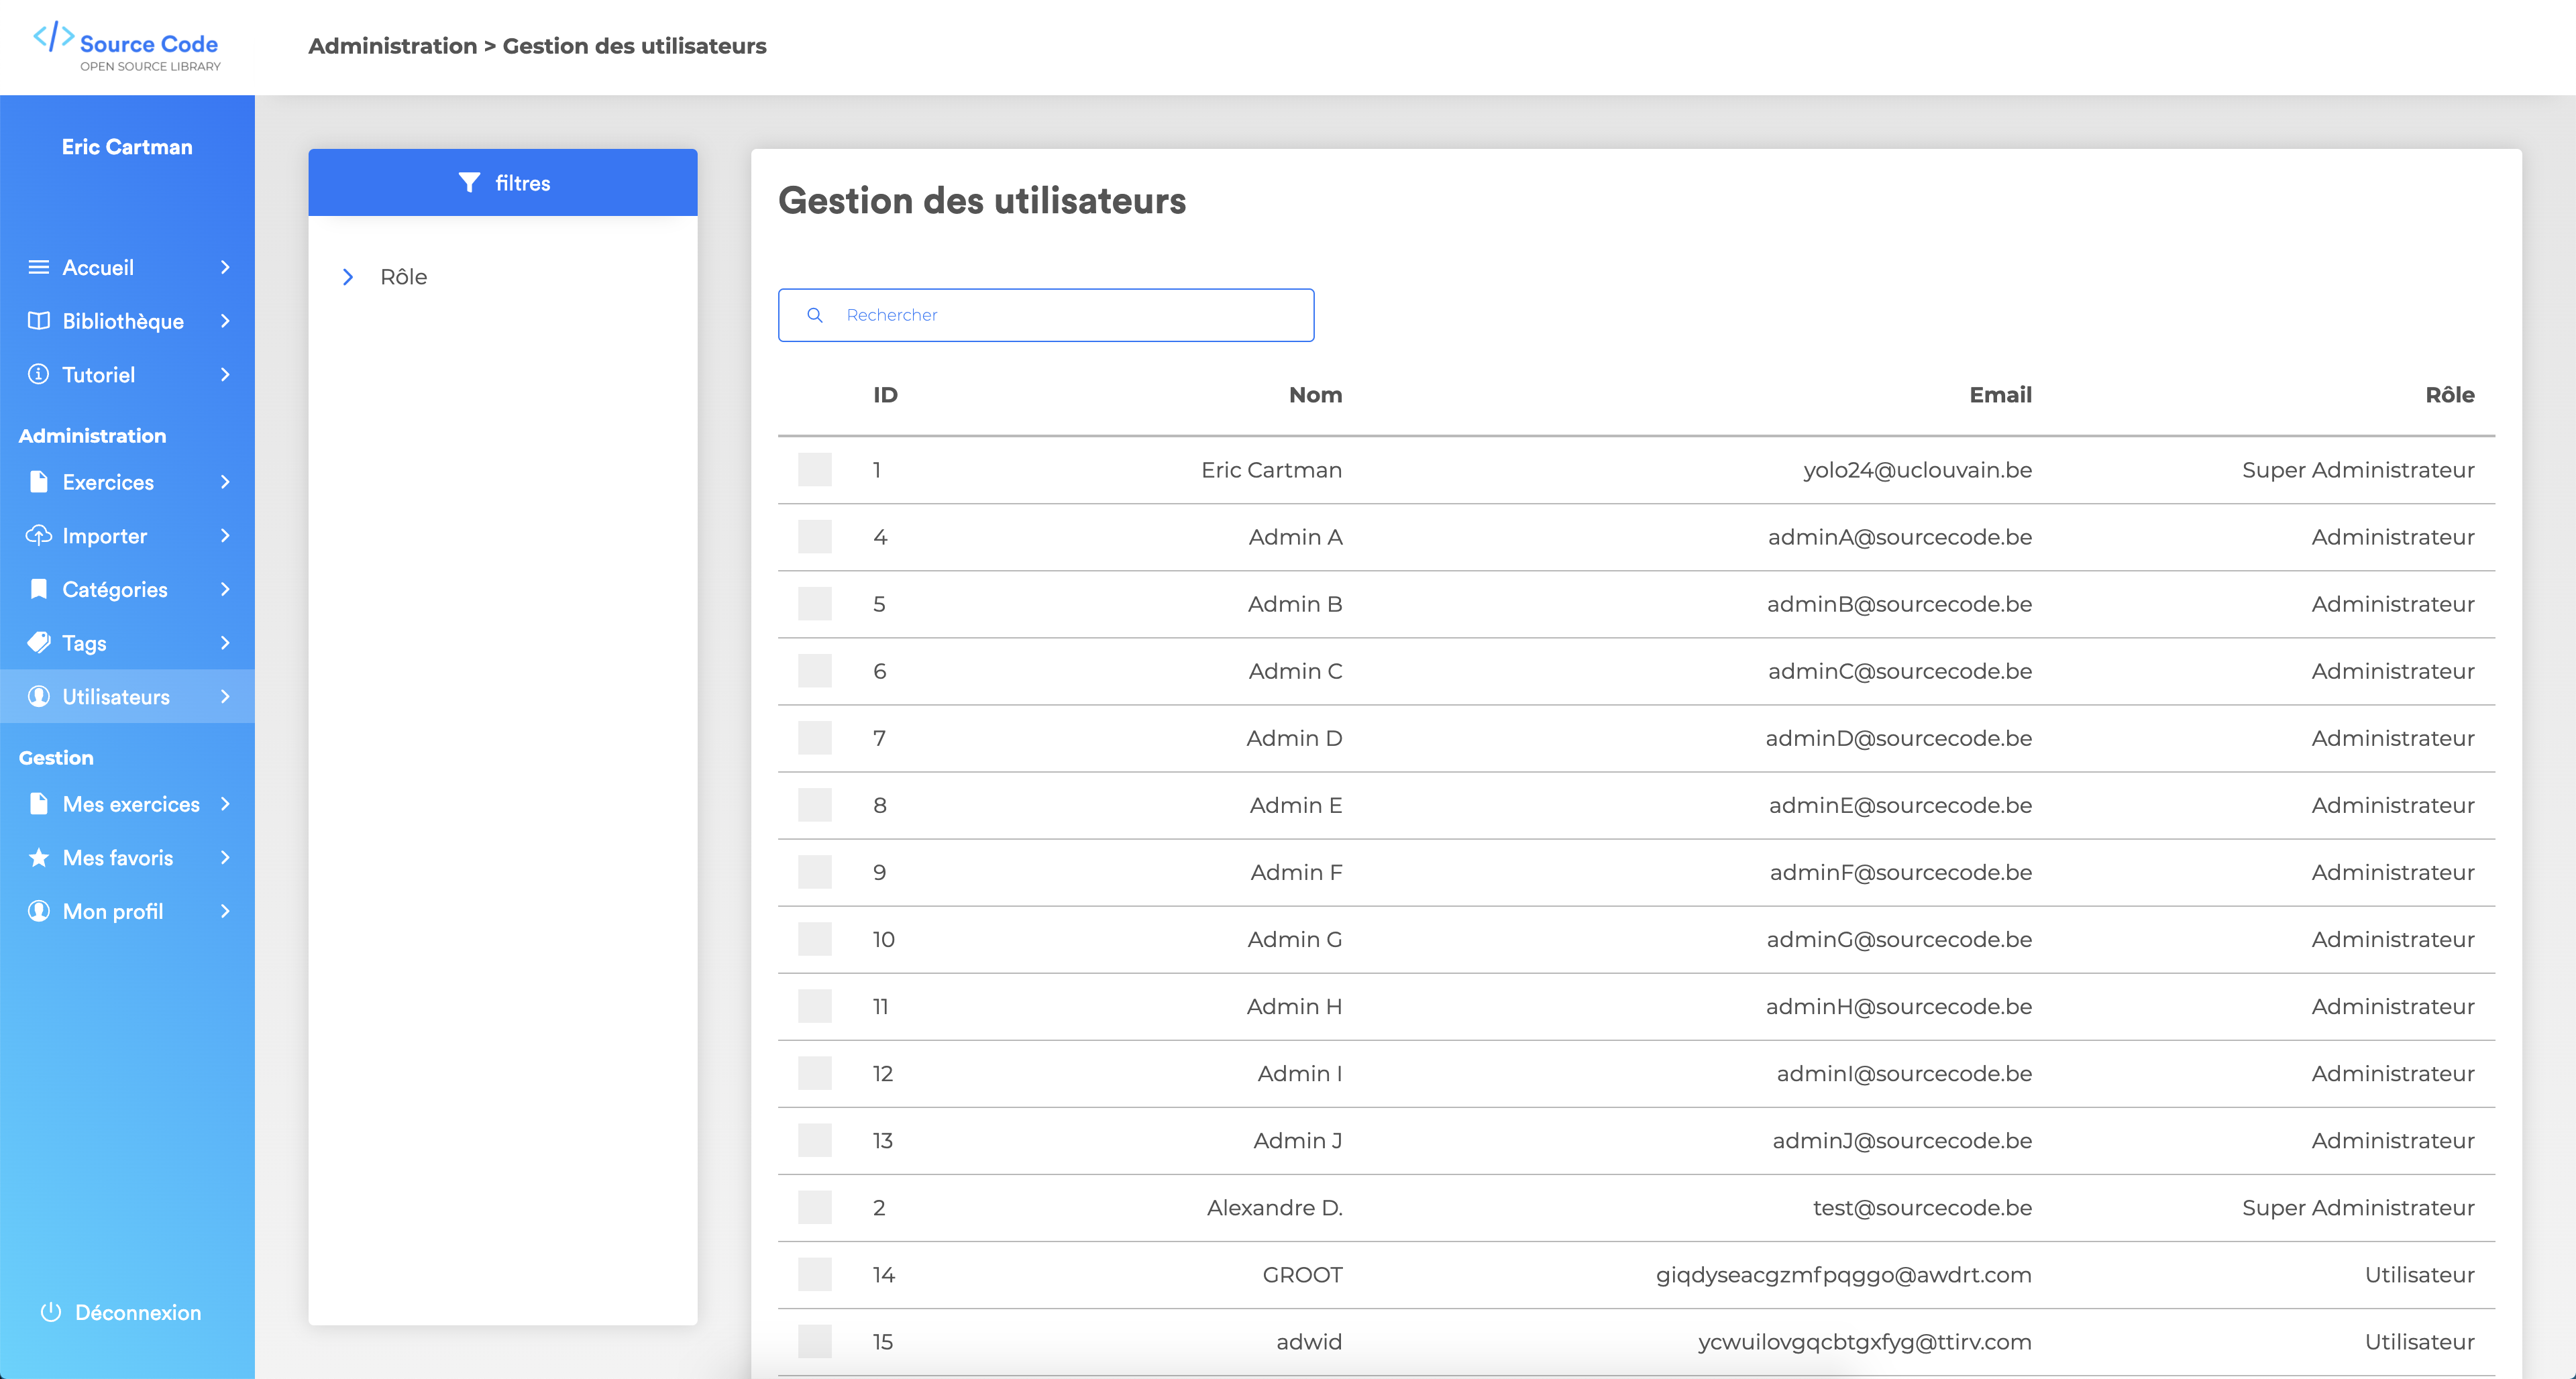 </> Source Code
OPEN SOURCE LIBRARY
Administration > Gestion des utilisateurs
Eric Cartman
Accueil
Bibliothèque
Tutoriel
Administration
Exercices
Importer
Catégories
Tags
Utilisateurs
Gestion
Mes exercices
Mes favoris
Mon profil
Déconnexion
filtres
Rôle
Gestion des utilisateurs
Rechercher
ID Nom Email Rôle
1 Eric Cartman yolo24@uclouvain.be Super Administrateur
4 Admin A adminA@sourcecode.be Administrateur
5 Admin B adminB@sourcecode.be Administrateur
6 Admin C adminC@sourcecode.be Administrateur
7 Admin D adminD@sourcecode.be Administrateur
8 Admin E adminE@sourcecode.be Administrateur
9 Admin F adminF@sourcecode.be Administrateur
10 Admin G adminG@sourcecode.be Administrateur
11 Admin H adminH@sourcecode.be Administrateur
12 Admin I adminI@sourcecode.be Administrateur
13 Admin J adminJ@sourcecode.be Administrateur
2 Alexandre D. test@sourcecode.be Super Administrateur
14 GROOT giqdyseacgzmfpqggo@awdrt.com Utilisateur
15 adwid ycwuilovgqcbtgxfyg@ttirv.com Utilisateur